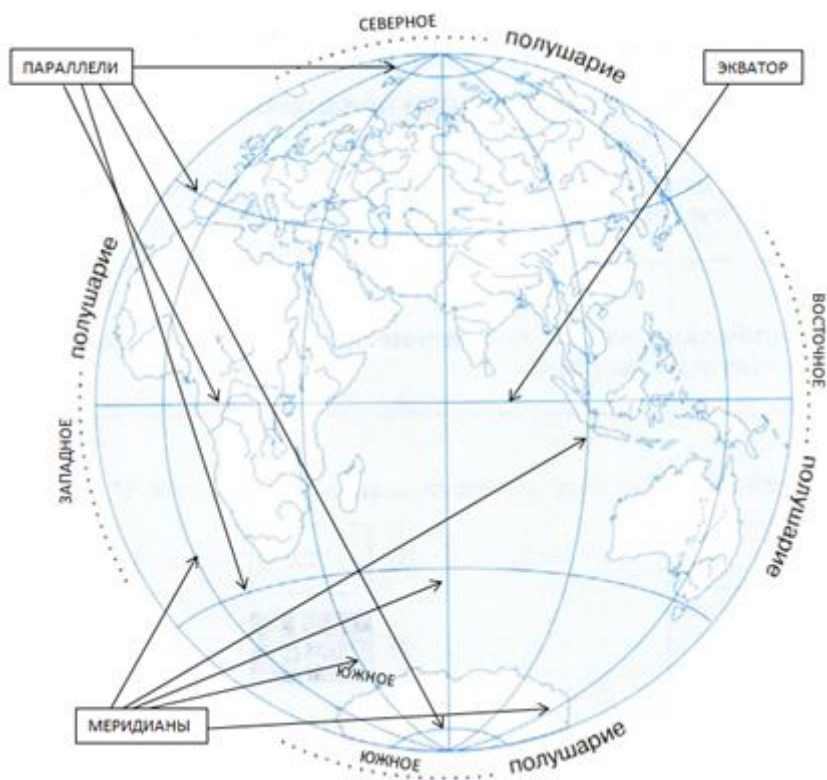 СЕВЕРНОЕ
полушарие
ПАРАЛЛЕЛИ
ЭКВАТОР
полушарие
ЗАПАДНОЕ
ВОСТОЧНОЕ
полушарие
ЮЖНОЕ
МЕРИДИАНЫ
ЮЖНОЕ
полушарие